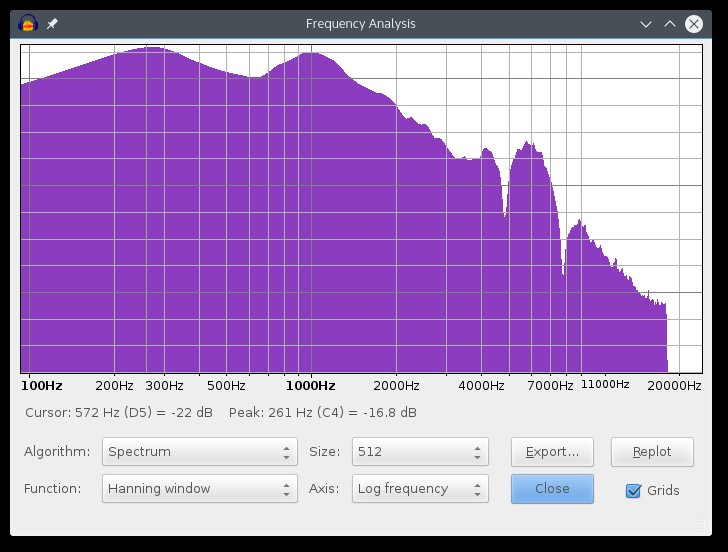 Frequency Analysis
100Hz 200Hz 300Hz 500Hz 1000Hz 2000Hz 4000Hz 7000Hz 11000Hz 20000Hz
Cursor: 572 Hz (D5) = -22 dB Peak: 261 Hz (C4) = -16.8 dB
Algorithm: Spectrum Size: 512 Export... Replot
Function: Hanning window Axis: Log frequency Close Grids